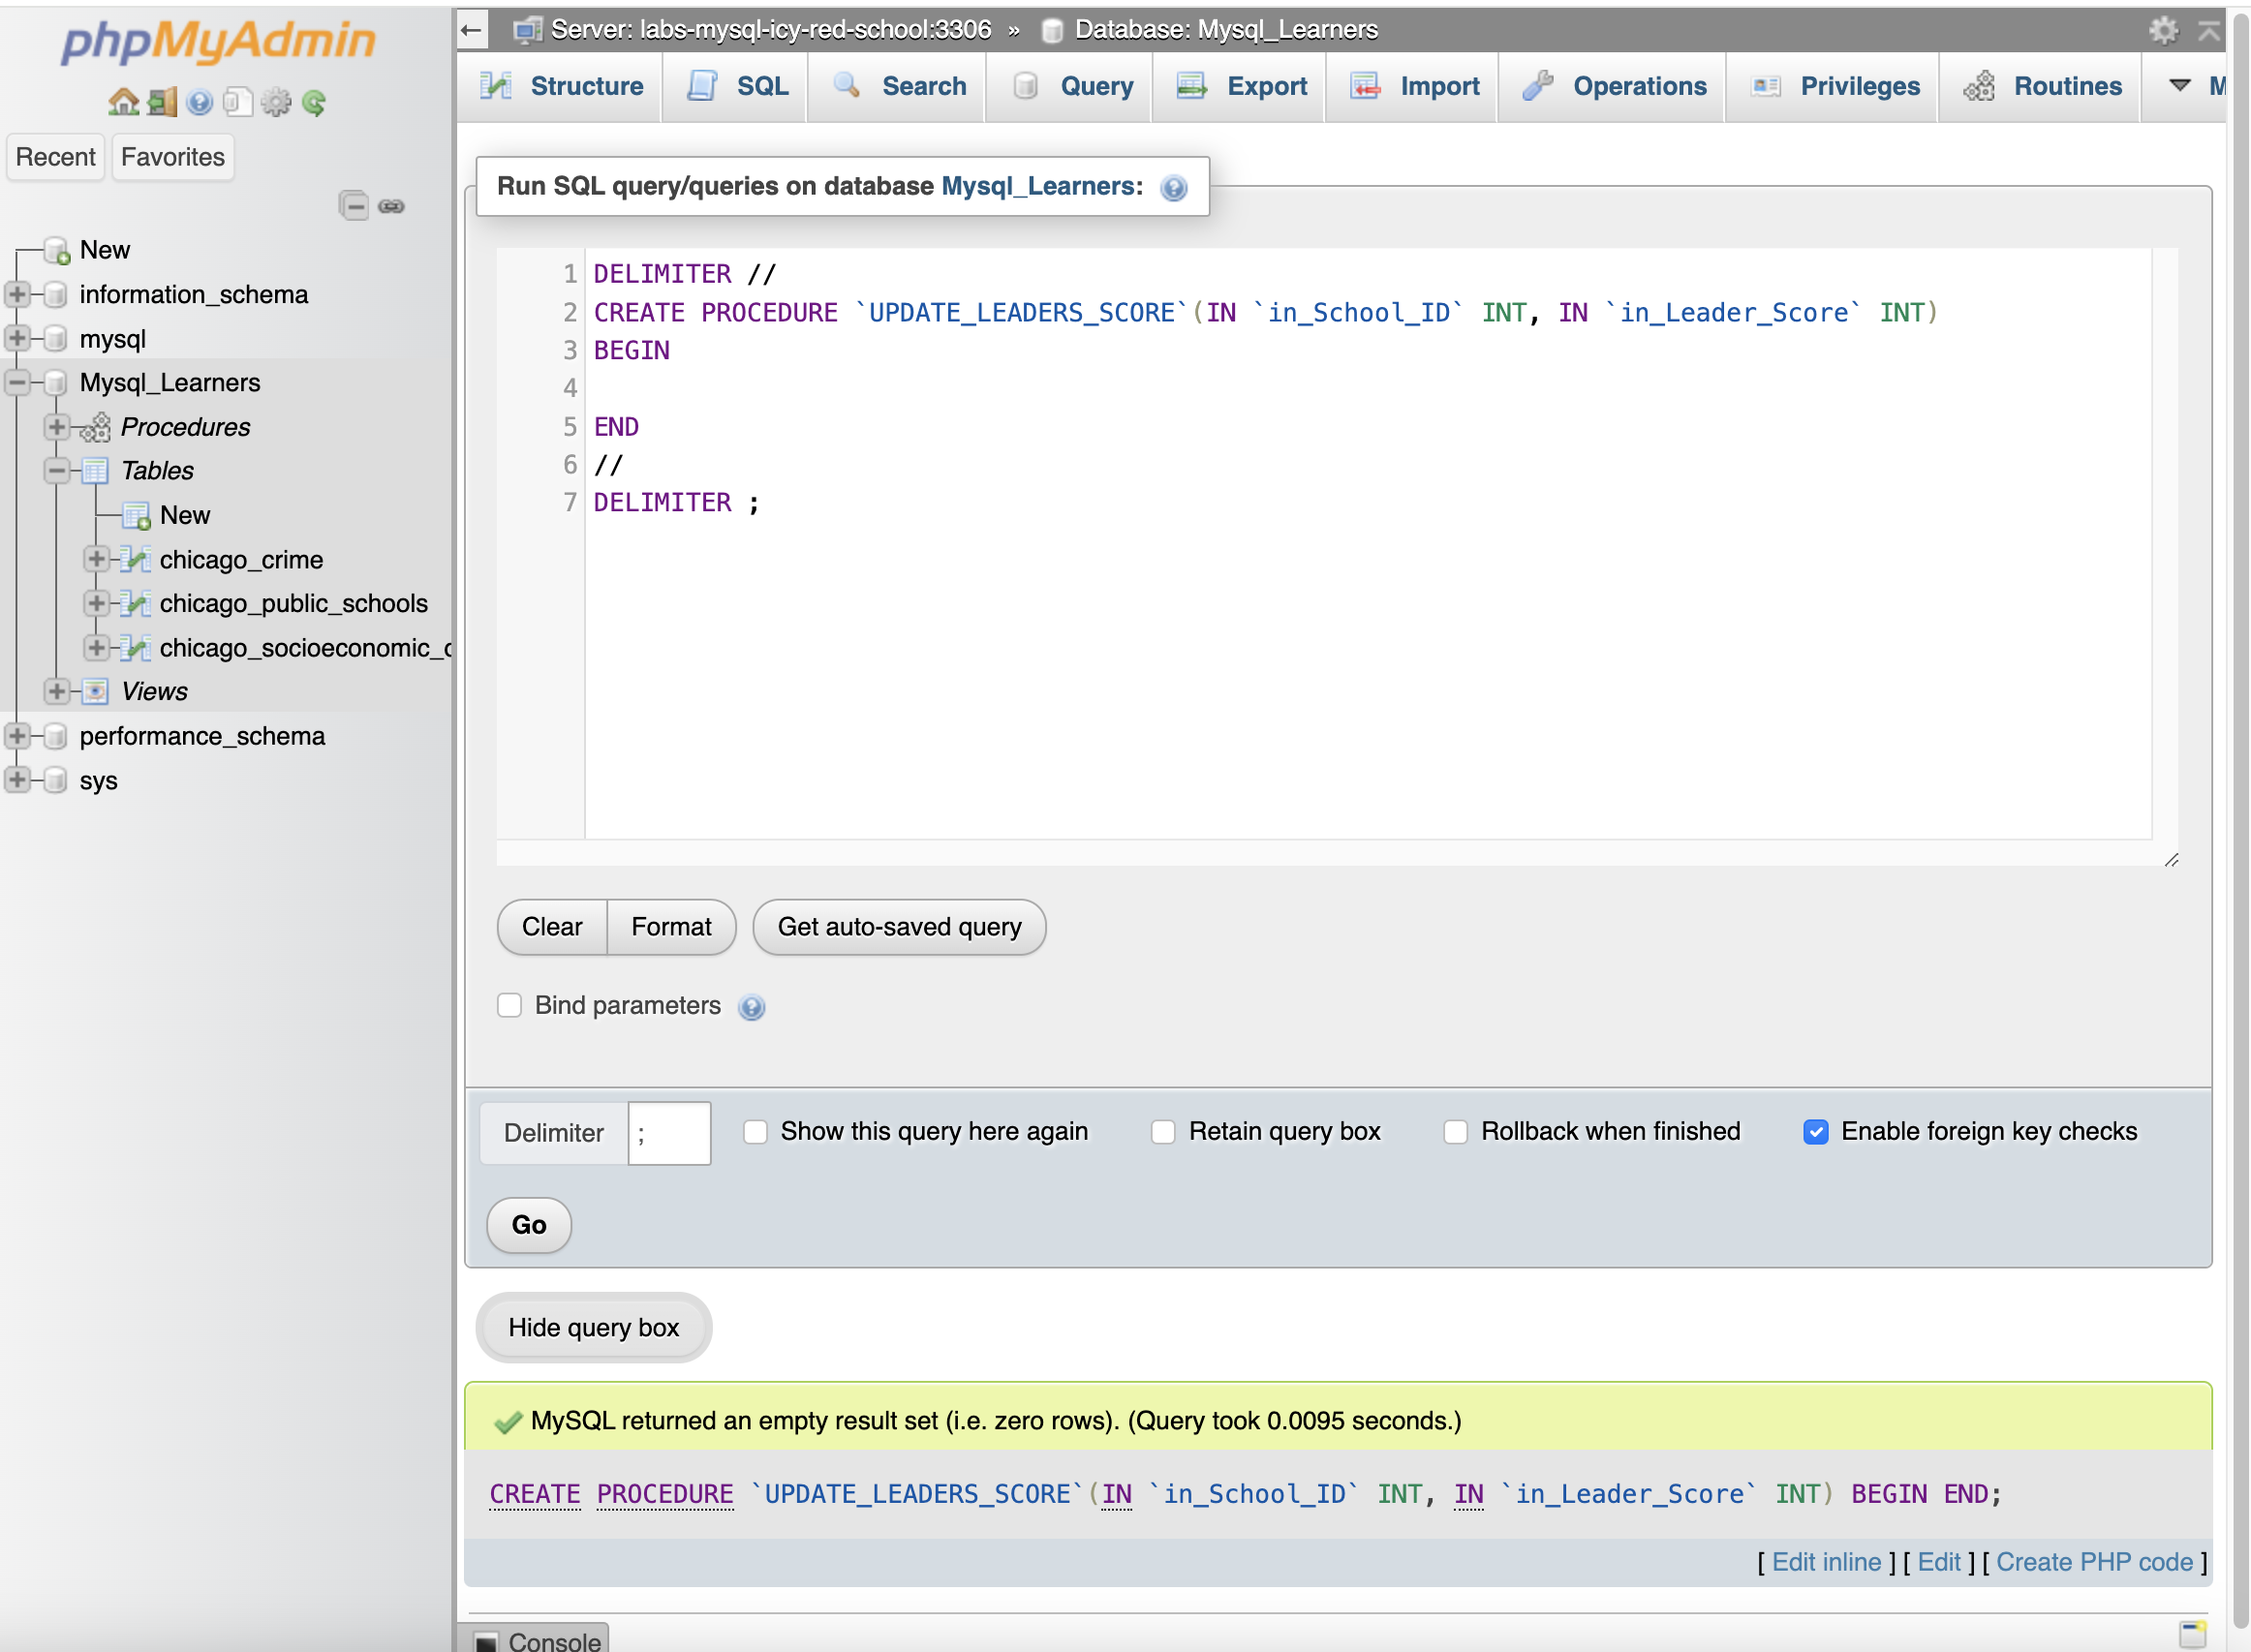 phpMyAdmin
Recent
Favorites
New
information_schema
mysql
Mysql_Learners
Procedures
Tables
New
chicago_crime
chicago_public_schools
chicago_socioeconomic_
Views
performance_schema
sys
Server: labs-mysql-icy-red-school:3306 » Database: Mysql_Learners
Structure SQL Search Query Export Import Operations Privileges Routines
Run SQL query/queries on database Mysql_Learners:
1 DELIMITER //
2 CREATE PROCEDURE `UPDATE_LEADERS_SCORE`(IN `in_School_ID` INT, IN `in_Leader_Score` INT)
3 BEGIN
4
5 END
6 //
7 DELIMITER ;
Clear Format Get auto-saved query
Bind parameters
Delimiter ; Show this query here again Retain query box Rollback when finished Enable foreign key checks
Go
Hide query box
MySQL returned an empty result set (i.e. zero rows). (Query took 0.0095 seconds.)
CREATE PROCEDURE `UPDATE_LEADERS_SCORE`(IN `in_School_ID` INT, IN `in_Leader_Score` INT) BEGIN END;
[ Edit inline ] [ Edit ] [ Create PHP code ]
Console